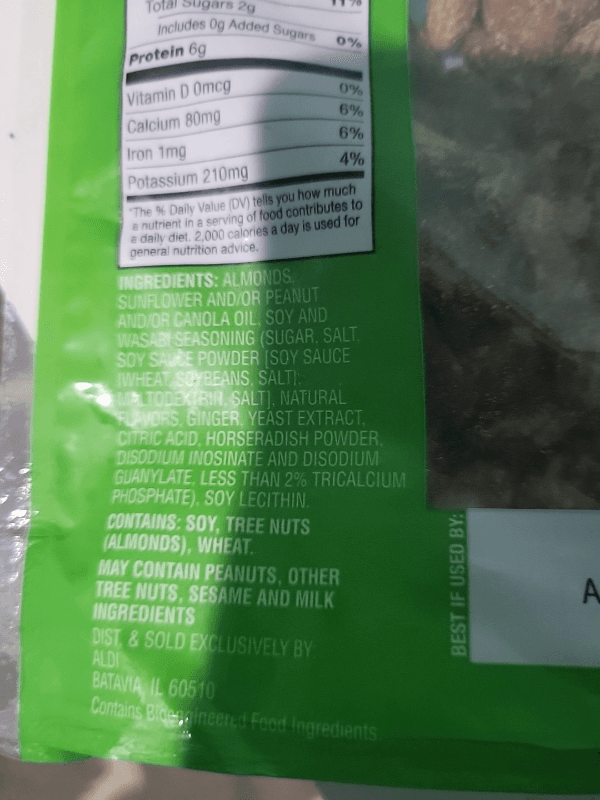 Total Sugars 2g
Includes 0g Added Sugars 0%
Protein 6g 11%
Vitamin D 0mcg 0%
Calcium 80mg 6%
Iron 1mg 6%
Potassium 210mg 4%
*The % Daily Value (DV) tells you how much
a nutrient in a serving of food contributes to
a daily diet. 2,000 calories a day is used for
general nutrition advice.
INGREDIENTS: ALMONDS,
SUNFLOWER AND/OR PEANUT
AND/OR CANOLA OIL, SOY AND
WASABI SEASONING (SUGAR, SALT,
SOY SAUCE POWDER [SOY SAUCE
(WHEAT, SOYBEANS, SALT),
MALTODEXTRIN, SALT], NATURAL
FLAVORS, GINGER, YEAST EXTRACT,
CITRIC ACID, HORSERADISH POWDER,
DISODIUM INOSINATE AND DISODIUM
GUANYLATE, LESS THAN 2% TRICALCIUM
PHOSPHATE), SOY LECITHIN.
CONTAINS: SOY, TREE NUTS
(ALMONDS), WHEAT.
MAY CONTAIN PEANUTS, OTHER
TREE NUTS, SESAME AND MILK
INGREDIENTS
DIST. & SOLD EXCLUSIVELY BY:
ALDI
BATAVIA, IL 60510
Contains Bioengineered Food Ingredients
BEST IF USED BY:
A